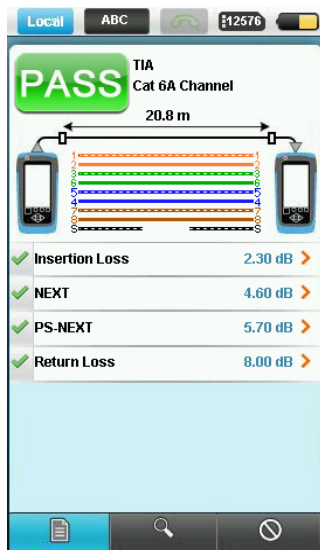 Local ABC 12576
PASS
TIA
Cat 6A Channel
20.8 m
1 1
2 2
3 3
6 6
5 5
4 4
7 7
8 8
S S
Insertion Loss 2.30 dB
NEXT 4.60 dB
PS-NEXT 5.70 dB
Return Loss 8.00 dB